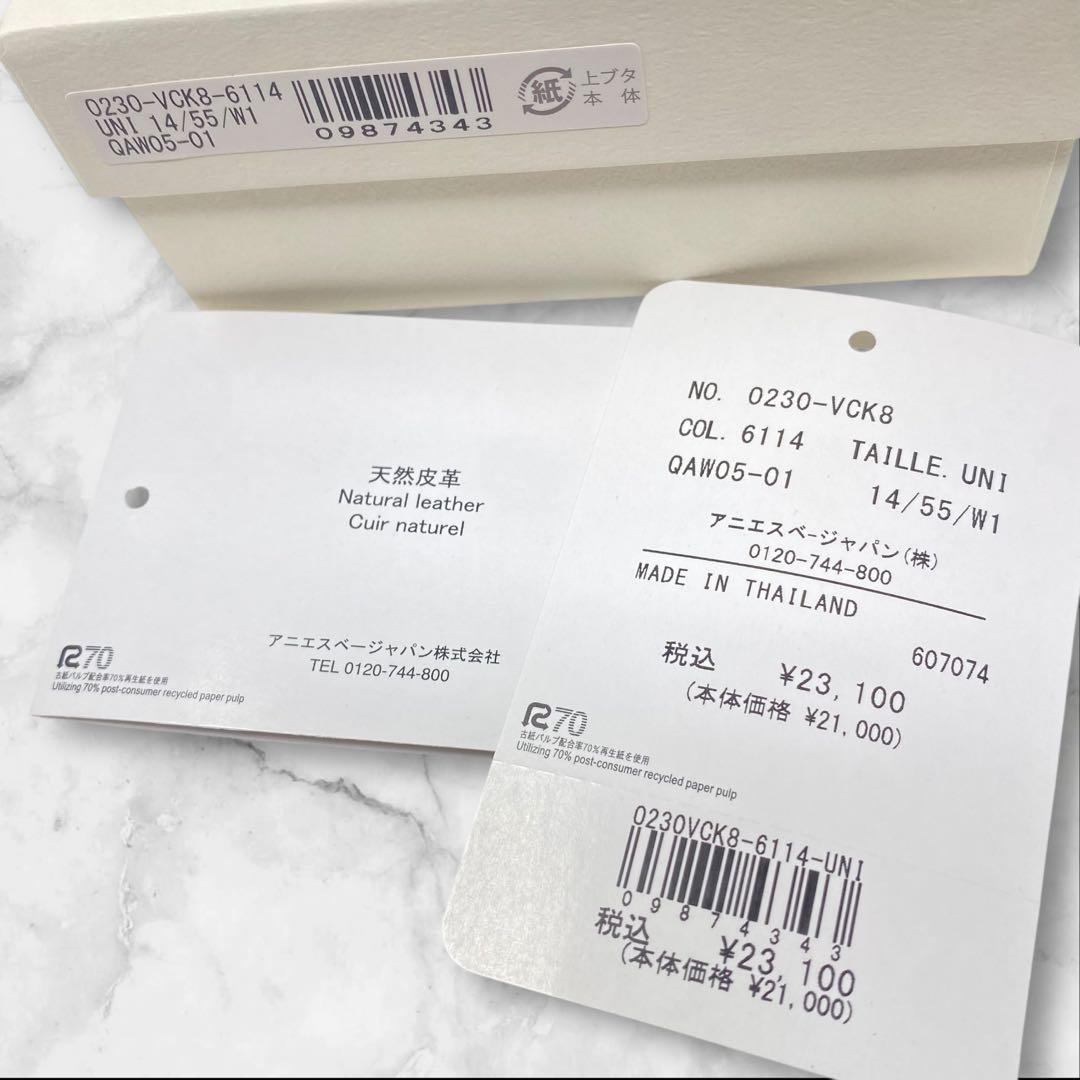 0230-VCK8-6114
UNI 14/55/W1
QAW05-01
09874343
紙
上ブタ
本体
天然皮革
Natural leather
Cuir naturel
アニエスベージャパン株式会社
TEL 0120-744-800
R70
古紙パルプ配合率70%再生紙を使用
Utilizing 70% post-consumer recycled paper pulp
NO. 0230-VCK8
COL. 6114 TAILLE. UNI
QAW05-01 14/55/W1
アニエスベージャパン(株)
0120-744-800
MADE IN THAILAND
607074
税込 ¥23,100
(本体価格 ¥21,000)
R70
古紙パルプ配合率70%再生紙を使用
Utilizing 70% post-consumer recycled paper pulp
0230VCK8-6114-UNI
09874343
税込 ¥23,100
(本体価格 ¥21,000)